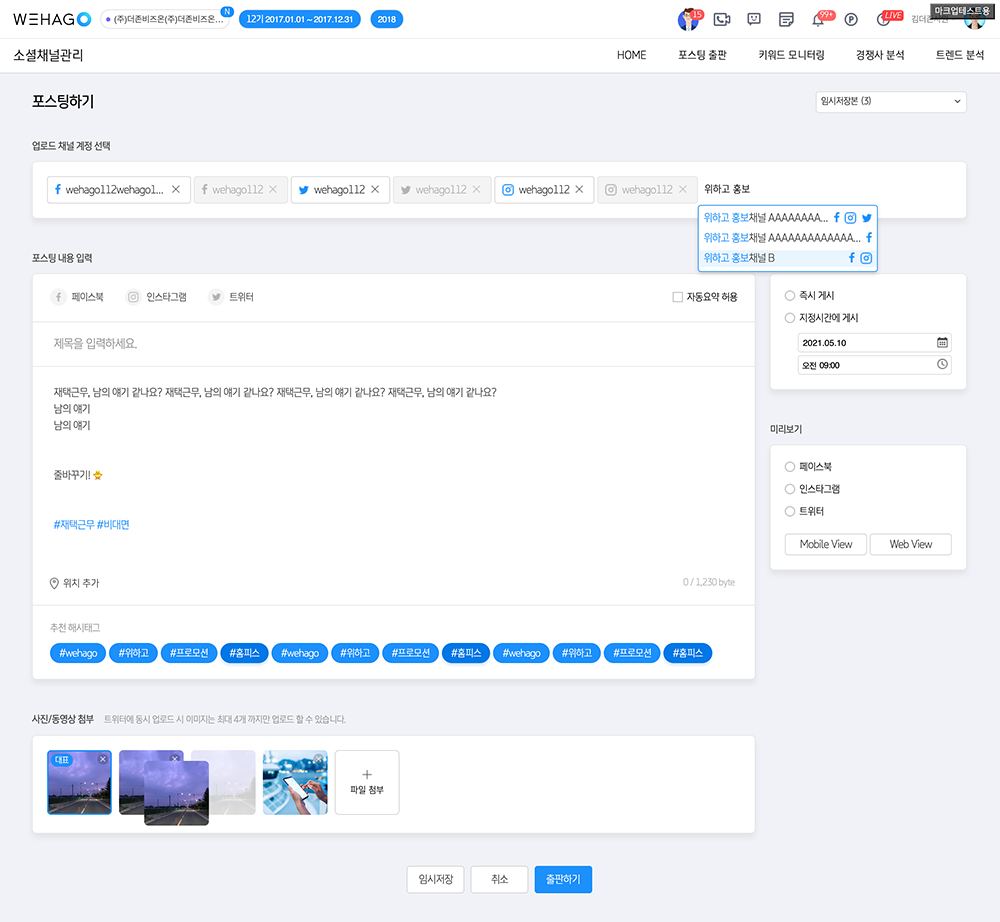 WEHAGO (주)더존비즈온(주)더존비즈온... N 12기 2017.01.01 ~ 2017.12.31 2018 15 99+ P LIVE 마크업테스트용
소셜채널관리 HOME 포스팅 출판 키워드 모니터링 경쟁사 분석 트렌드 분석
포스팅하기 임시저장본 (3)
업로드 채널 계정 선택
wehago112wehago1... wehago112 wehago112 wehago112 wehago112 wehago112 위하고 홍보
위하고 홍보채널 AAAAAAAA...
위하고 홍보채널 AAAAAAAAAAAAA...
위하고 홍보채널 B
포스팅 내용 입력
페이스북 인스타그램 트위터 자동요약 허용
제목을 입력하세요.
재택근무, 남의 얘기 같나요? 재택근무, 남의 얘기 같나요? 재택근무, 남의 얘기 같나요? 재택근무, 남의 얘기 같나요?
남의 얘기
남의 얘기
줄바꾸기!
#재택근무 #비대면
위치 추가 0 / 1,230 byte
추천 해시태그
#wehago #위하고 #프로모션 #홈피스 #wehago #위하고 #프로모션 #홈피스 #wehago #위하고 #프로모션 #홈피스
즉시 게시
지정시간에 게시
2021.05.10
오전 09:00
미리보기
페이스북
인스타그램
트위터
Mobile View Web View
사진/동영상 첨부 트위터에 동시 업로드 시 이미지는 최대 4개 까지만 업로드 할 수 있습니다.
대표
파일 첨부
임시저장 취소 출판하기